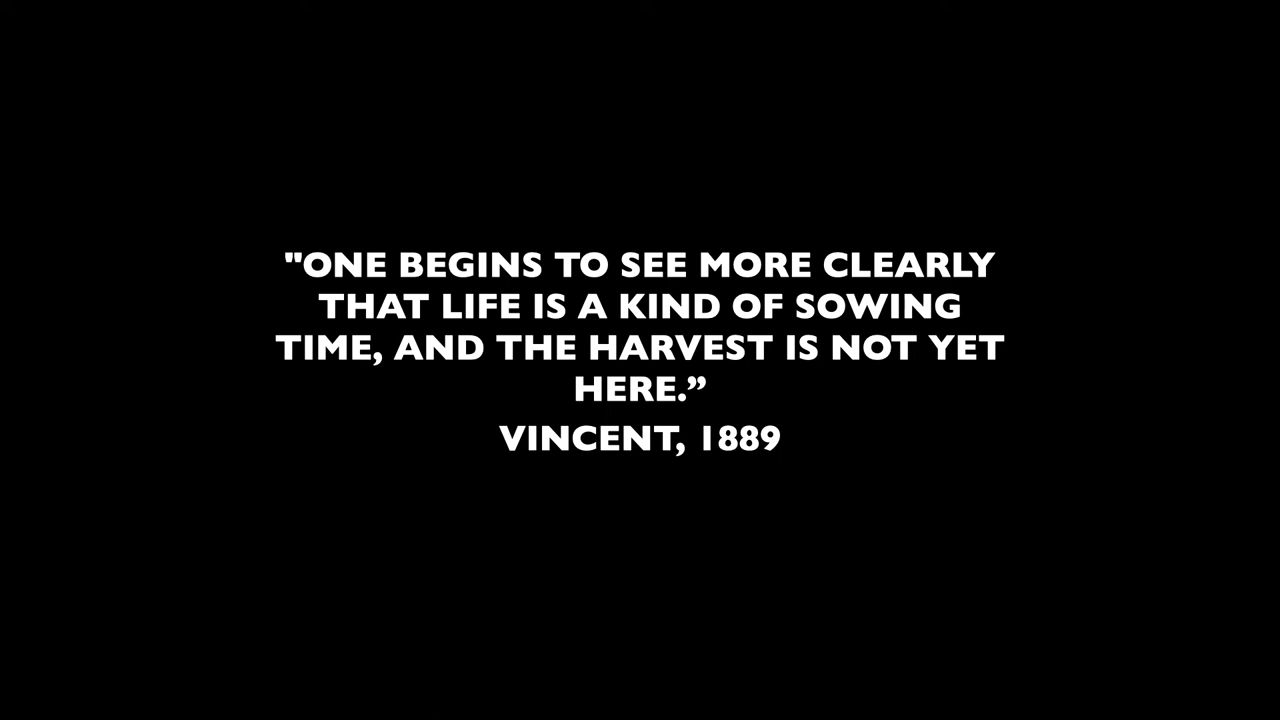 "ONE BEGINS TO SEE MORE CLEARLY
THAT LIFE IS A KIND OF SOWING
TIME, AND THE HARVEST IS NOT YET
HERE.”
VINCENT, 1889